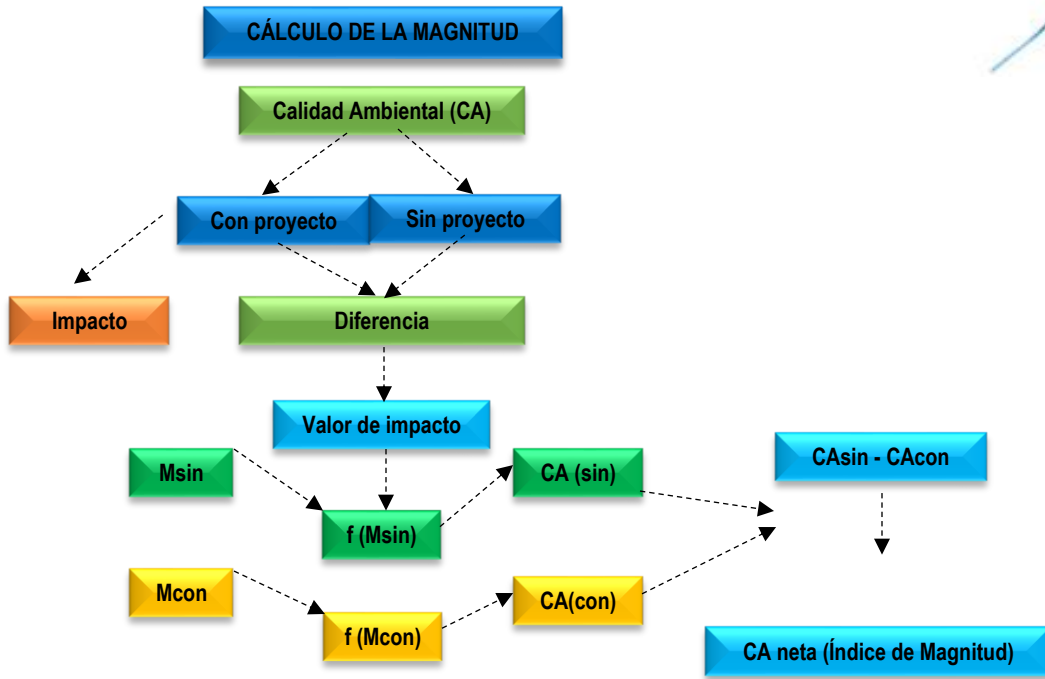 CÁLCULO DE LA MAGNITUD
Calidad Ambiental (CA)
Con proyecto
Sin proyecto
Impacto
Diferencia
Valor de impacto
Msin
f (Msin)
CA (sin)
CAsin - CAcon
Mcon
f (Mcon)
CA(con)
CA neta (Índice de Magnitud)